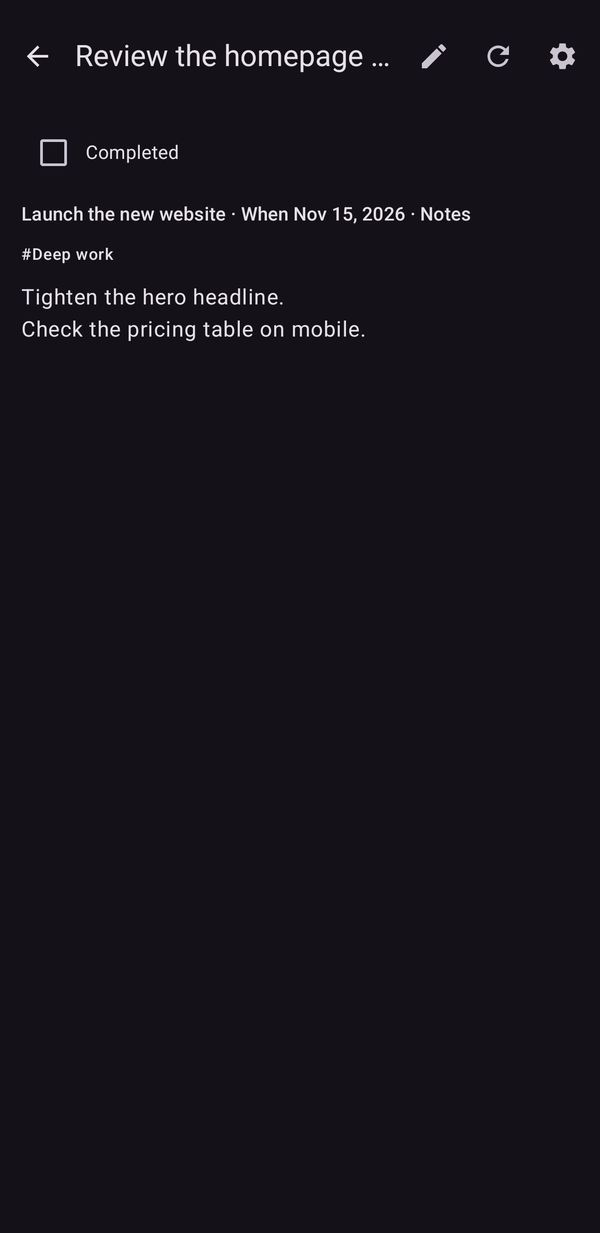 Review the homepage ...
Completed
Launch the new website · When Nov 15, 2026 · Notes
#Deep work
Tighten the hero headline.
Check the pricing table on mobile.